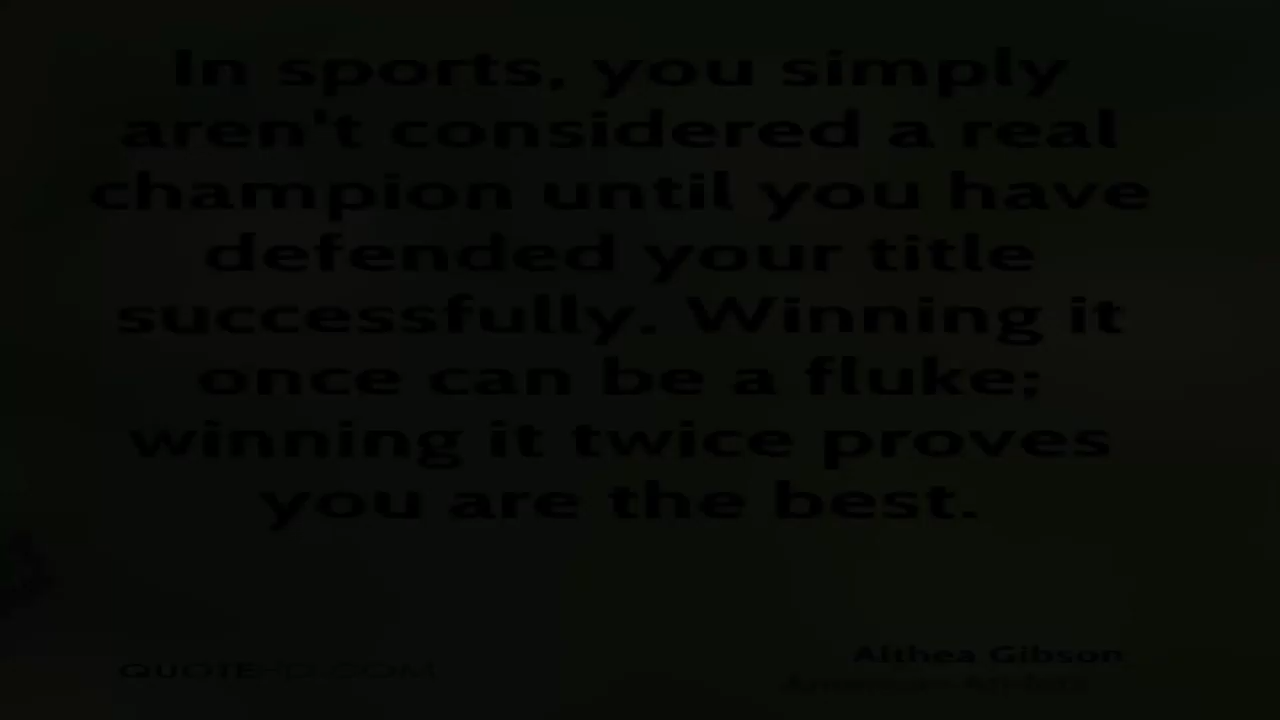 In sports, you simply
aren't considered a real
champion until you have
defended your title
successfully. Winning it
once can be a fluke;
winning it twice proves
you are the best.
Althea Gibson
QUOTEHD.COM